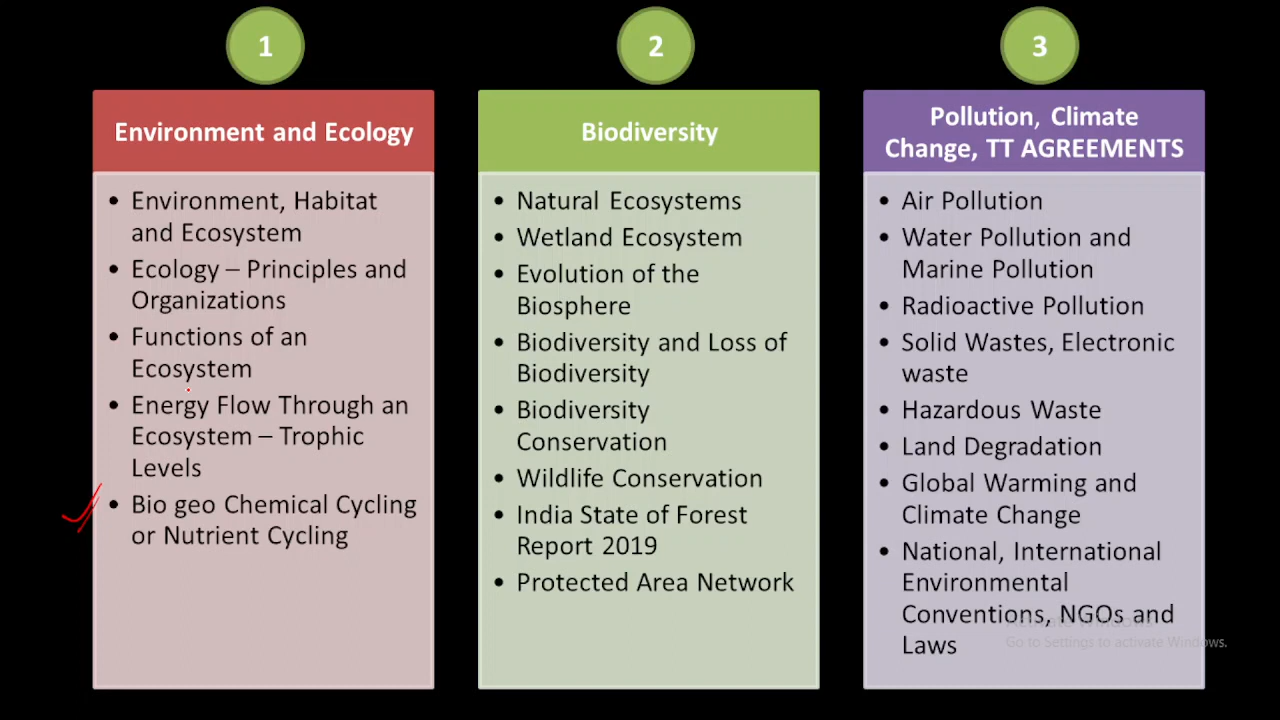 1
Environment and Ecology
• Environment, Habitat
and Ecosystem
• Ecology – Principles and
Organizations
• Functions of an
Ecosystem
• Energy Flow Through an
Ecosystem – Trophic
Levels
• Bio geo Chemical Cycling
or Nutrient Cycling
2
Biodiversity
• Natural Ecosystems
• Wetland Ecosystem
• Evolution of the
Biosphere
• Biodiversity and Loss of
Biodiversity
• Biodiversity
Conservation
• Wildlife Conservation
• India State of Forest
Report 2019
• Protected Area Network
3
Pollution, Climate
Change, TT AGREEMENTS
• Air Pollution
• Water Pollution and
Marine Pollution
• Radioactive Pollution
• Solid Wastes, Electronic
waste
• Hazardous Waste
• Land Degradation
• Global Warming and
Climate Change
• National, International
Environmental
Conventions, NGOs and
Laws
Activate Windows
Go to Settings to activate Windows.